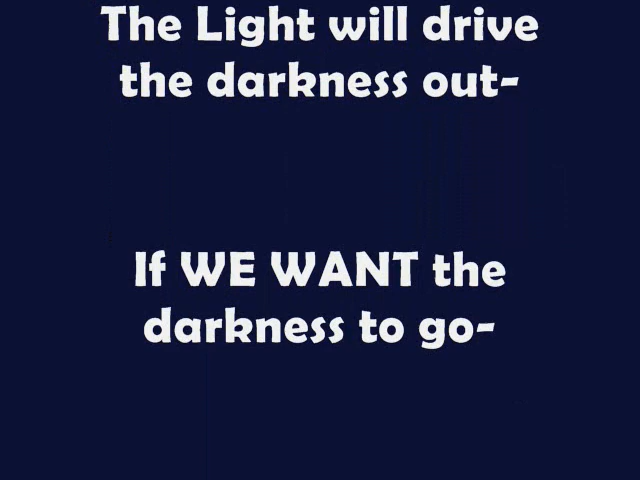 The Light will drive
the darkness out-
If WE WANT the
darkness to go-